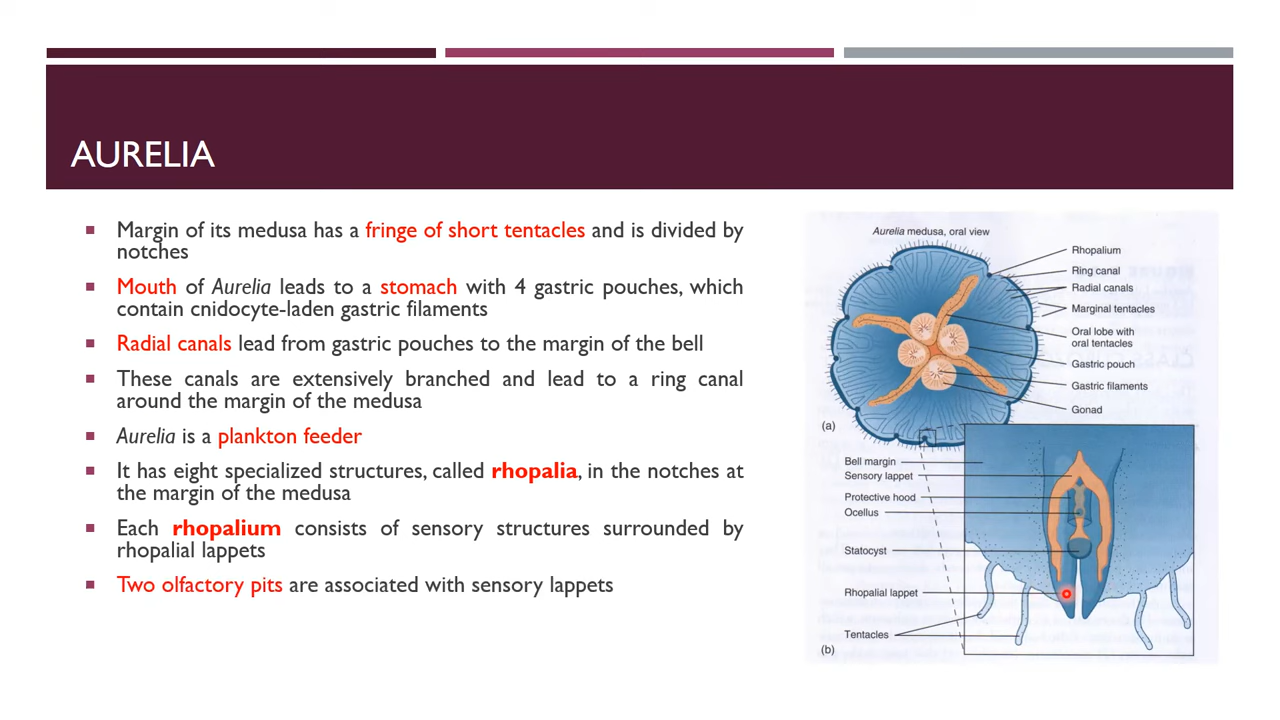 AURELIA
Margin of its medusa has a fringe of short tentacles and is divided by
notches
Mouth of Aurelia leads to a stomach with 4 gastric pouches, which
contain cnidocyte-laden gastric filaments
Radial canals lead from gastric pouches to the margin of the bell
These canals are extensively branched and lead to a ring canal
around the margin of the medusa
Aurelia is a plankton feeder
It has eight specialized structures, called rhopalia, in the notches at
the margin of the medusa
Each rhopalium consists of sensory structures surrounded by
rhopalial lappets
Two olfactory pits are associated with sensory lappets
Aurelia medusa, oral view
Rhopalium
Ring canal
Radial canals
Marginal tentacles
Oral lobe with
oral tentacles
Gastric pouch
Gastric filaments
Gonad
(a)
Bell margin
Sensory lappet
Protective hood
Ocellus
Statocyst
Rhopalial lappet
Tentacles
(b)